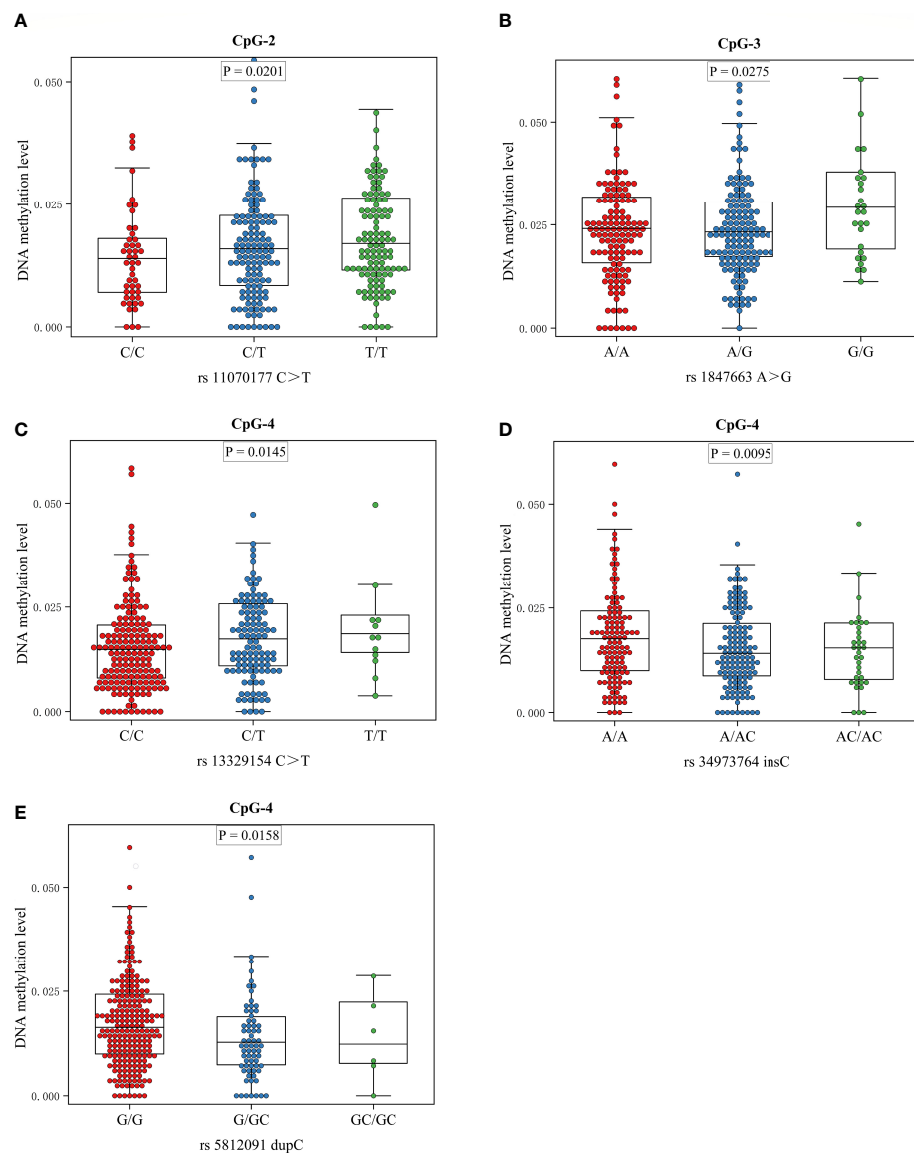 A
CpG-2
P = 0.0201
DNA methylation level
0.050
0.025
0.000
C/C
C/T
T/T
rs 11070177 C>T
B
CpG-3
P = 0.0275
DNA methylation level
0.050
0.025
0.000
A/A
A/G
G/G
rs 1847663 A>G
C
CpG-4
P = 0.0145
DNA methylation level
0.050
0.025
0.000
C/C
C/T
T/T
rs 13329154 C>T
D
CpG-4
P = 0.0095
DNA methylation level
0.050
0.025
0.000
A/A
A/AC
AC/AC
rs 34973764 insC
E
CpG-4
P = 0.0158
DNA methylation level
0.050
0.025
0.000
G/G
G/GC
GC/GC
rs 5812091 dupC